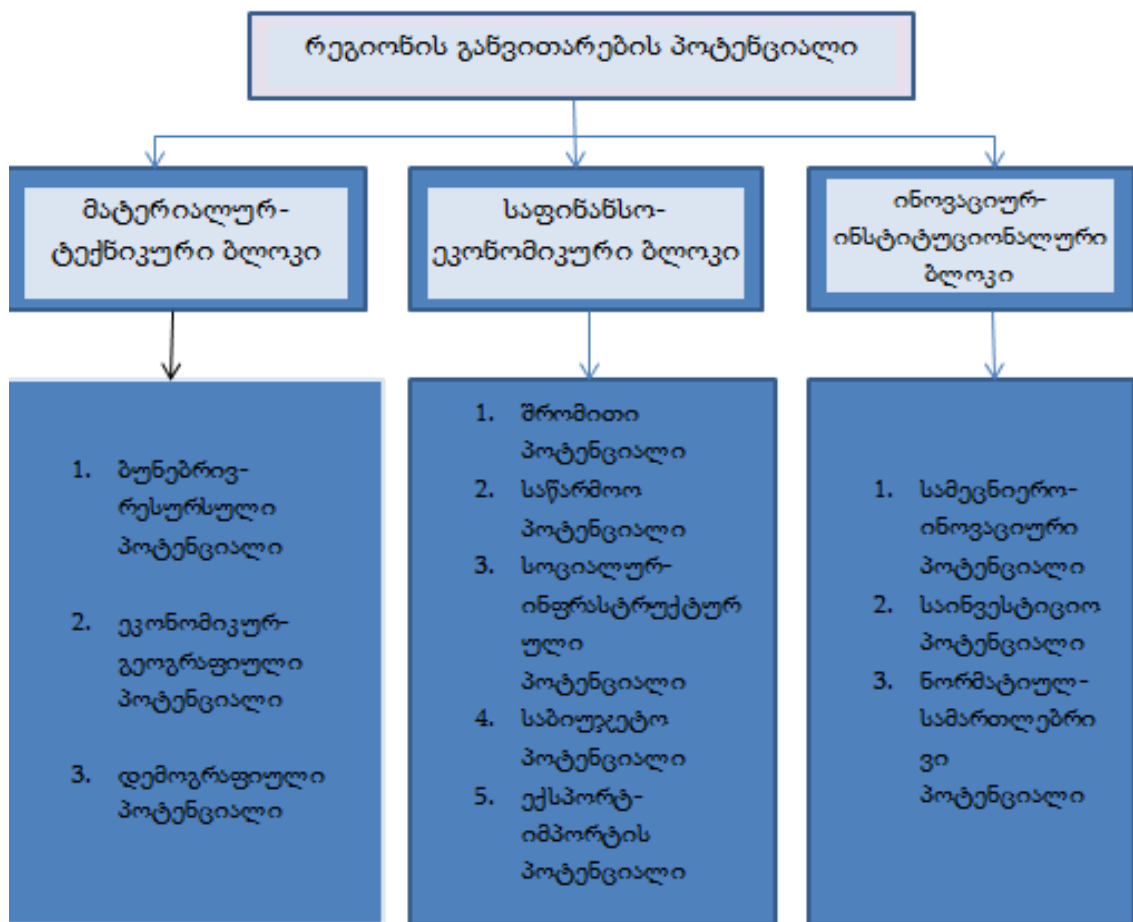 რეგიონის განვითარების პოტენციალი
მატერიალურ-
ტექნიკური ბლოკი
საფინანსო-
ეკონომიკური ბლოკი
ინოვაციურ-
ინსტიტუციონალური
ბლოკი
1. ბუნებრივ-
რესურსული
პოტენციალი
2. ეკონომიკურ-
გეოგრაფიული
პოტენციალი
3. დემოგრაფიული
პოტენციალი
1. შრომითი
პოტენციალი
2. საწარმოო
პოტენციალი
3. სოციალურ-
ინფრასტრუქტურ
ული
პოტენციალი
4. საბიუჯეტო
პოტენციალი
5. ექსპორტ-
იმპორტის
პოტენციალი
1. სამეცნიერო-
ინოვაციური
პოტენციალი
2. საინვესტიციო
პოტენციალი
3. ნორმატიულ-
სამართლებრი
ვი
პოტენციალი